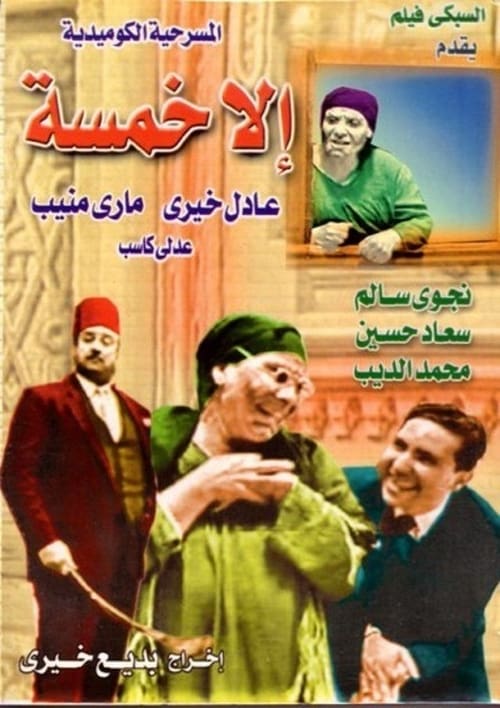 السبكى فيلم
يقدم
المسرحية الكوميدية
إلا خمسة
عادل خيرى مارى منيب
عدلى كاسب
نجوى سالم
سعاد حسين
محمد الديب
إخراج بديع خيرى